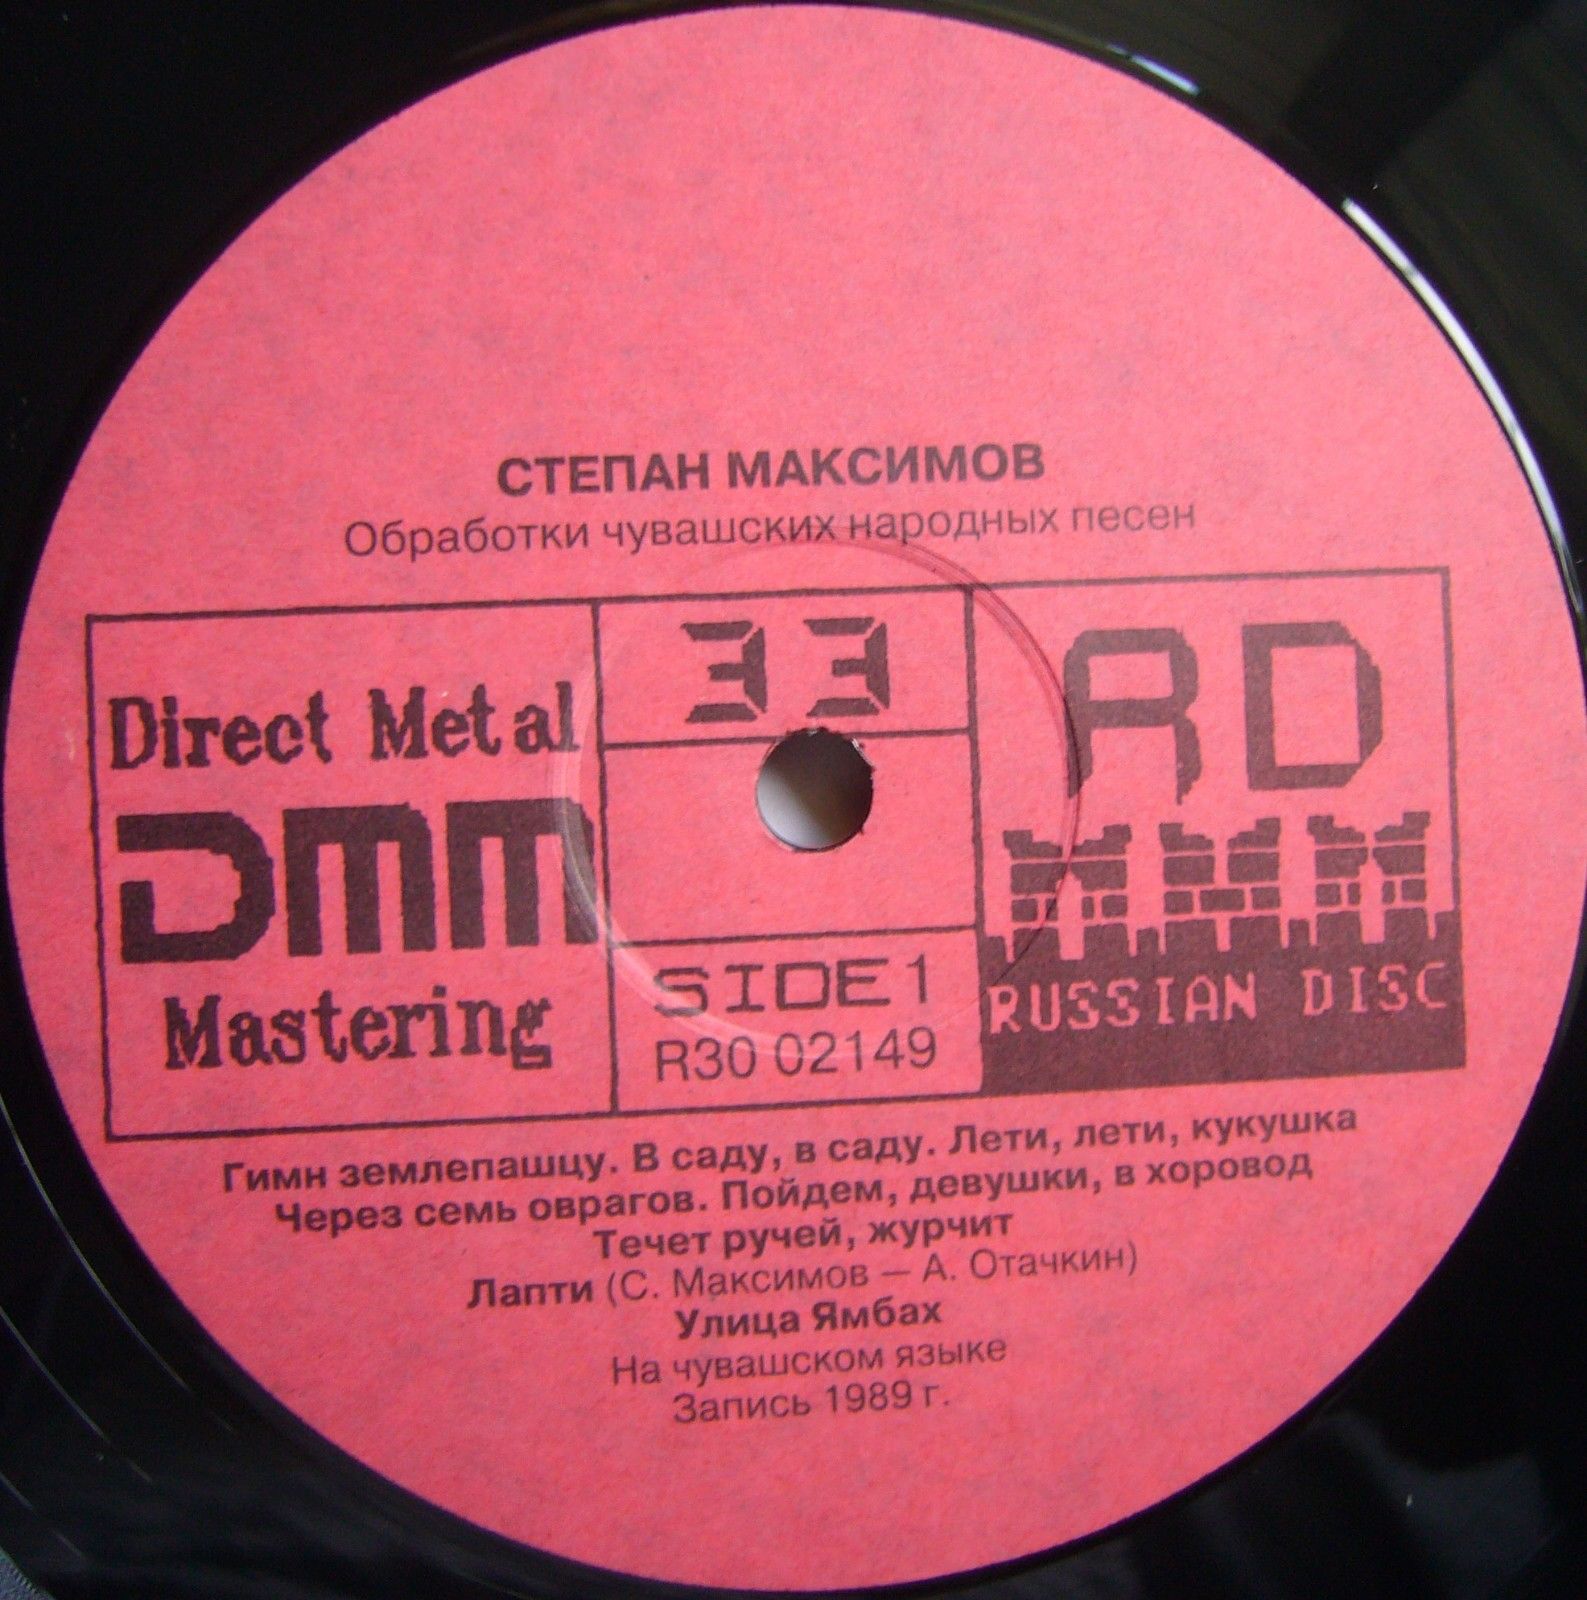 СТЕПАН МАКСИМОВ
Обработки чувашских народных песен
Direct Metal
DMM
Mastering
33
SIDE 1
R30 02149
RD
RUSSIAN DISC
Гимн землепашцу. В саду, в саду. Лети, лети, кукушка
Через семь оврагов. Пойдем, девушки, в хоровод
Течет ручей, журчит
Лапти (С. Максимов – А. Отачкин)
Улица Ямбах
На чувашском языке
Запись 1989 г.